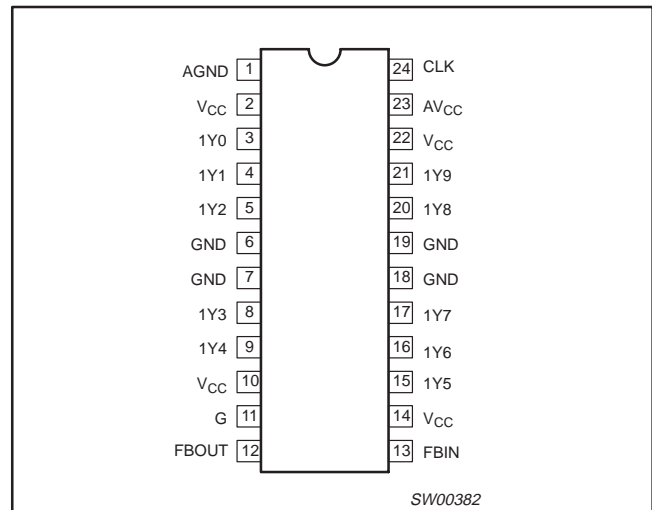 AGND 1 24 CLK
VCC 2 23 AVCC
1Y0 3 22 VCC
1Y1 4 21 1Y9
1Y2 5 20 1Y8
GND 6 19 GND
GND 7 18 GND
1Y3 8 17 1Y7
1Y4 9 16 1Y6
VCC 10 15 1Y5
G 11 14 VCC
FBOUT 12 13 FBIN
SW00382